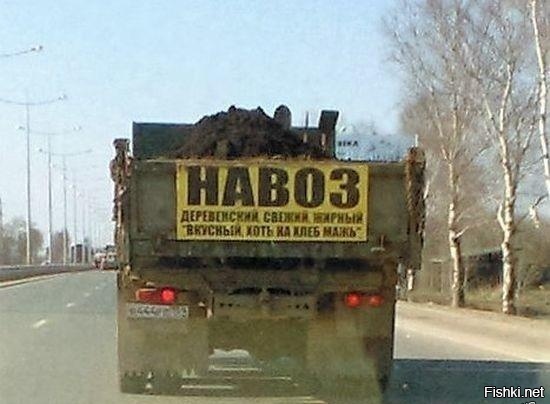 НАВОЗ
ДЕРЕВЕНСКИЙ, СВЕЖИЙ, ЖИРНЫЙ
"ВКУСНЫЙ, ХОТЬ НА ХЛЕБ МАЖЬ"
Fishki.net